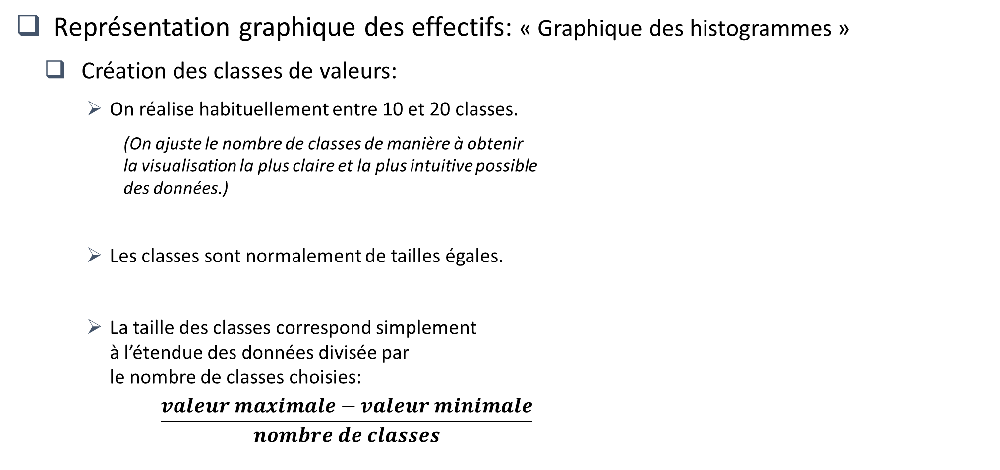 Représentation graphique des effectifs: « Graphique des histogrammes »
Création des classes de valeurs:
On réalise habituellement entre 10 et 20 classes.
(On ajuste le nombre de classes de manière à obtenir
la visualisation la plus claire et la plus intuitive possible
des données.)
Les classes sont normalement de tailles égales.
La taille des classes correspond simplement
à l’étendue des données divisée par
le nombre de classes choisies:
valeur maximale − valeur minimale
nombre de classes